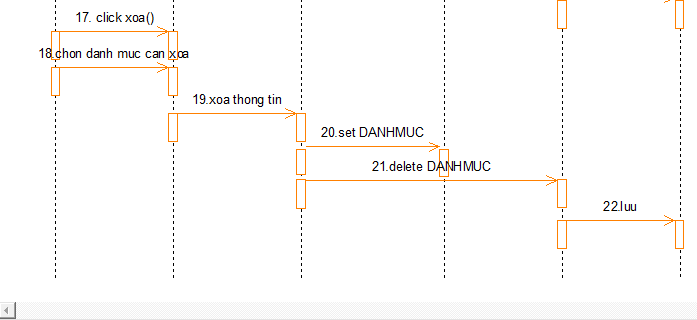 17. click xoa()
18.chon danh muc can xoa
19.xoa thong tin
20.set DANHMUC
21.delete DANHMUC
22.luu